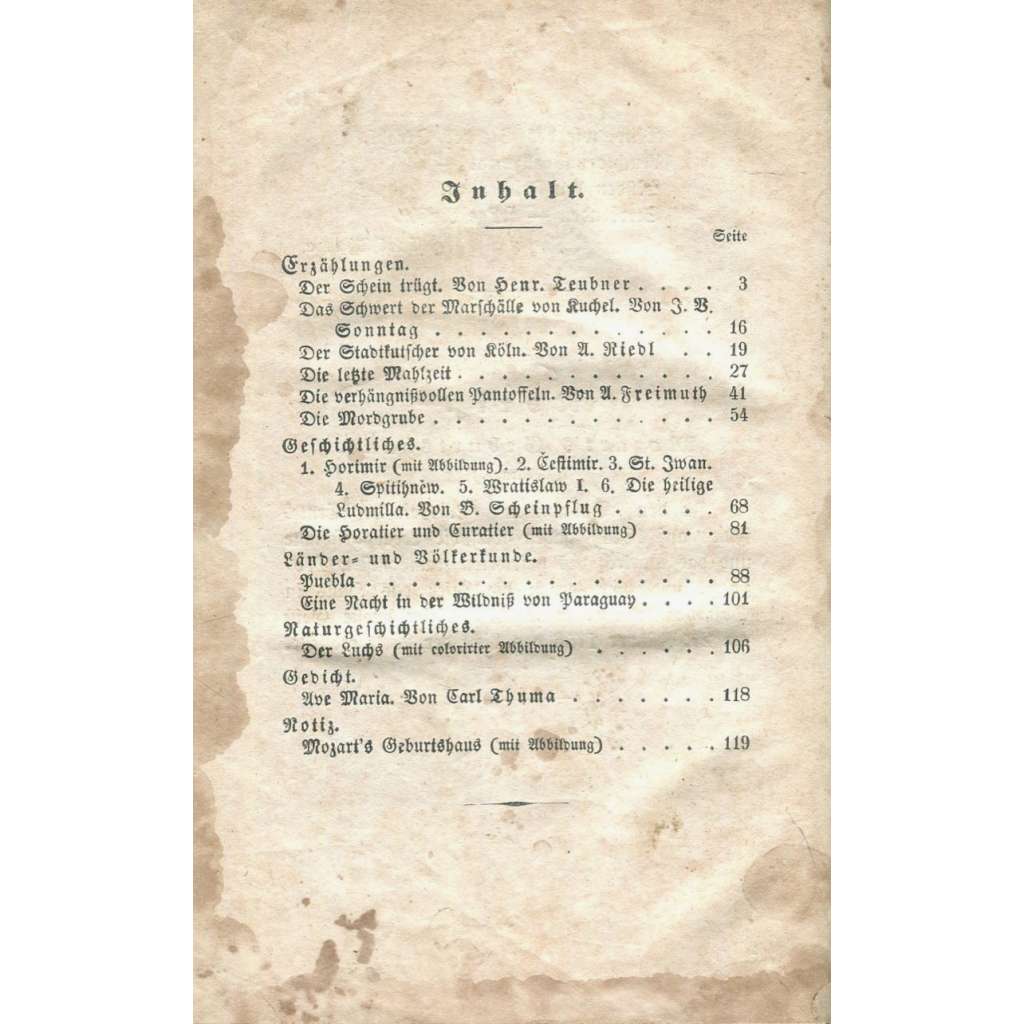 Inhalt.
Seite
Erzählungen.
Der Schein trügt. Von Henr. Teubner . . . . 3
Das Schwert der Marschälle von Kuchel. Von J. V.
Sonntag . . . . . . . . . . . . . 16
Der Stadtkutscher von Köln. Von A. Riedl . . 19
Die letzte Mahlzeit . . . . . . . . . . . . 27
Die verhängnißvollen Pantoffeln. Von A. Freimuth 41
Die Mordgrube . . . . . . . . . . . . . 54
Geschichtliches.
1. Horimir (mit Abbildung). 2. Čestimir. 3. St. Iwan.
4. Spitihněw. 5. Wratislaw I. 6. Die heilige
Ludmilla. Von B. Scheinpflug . . . . . 68
Die Horatier und Curatier (mit Abbildung) . . . 81
Länder- und Völkerkunde.
Puebla . . . . . . . . . . . . . . . . 88
Eine Nacht in der Wildniß von Paraguay . . . . 101
Naturgeschichtliches.
Der Luchs (mit colorirter Abbildung) . . . . . . 106
Gedicht.
Ave Maria. Von Carl Thuma . . . . . . . 118
Notiz.
Mozart's Geburtshaus (mit Abbildung) . . . . . 119